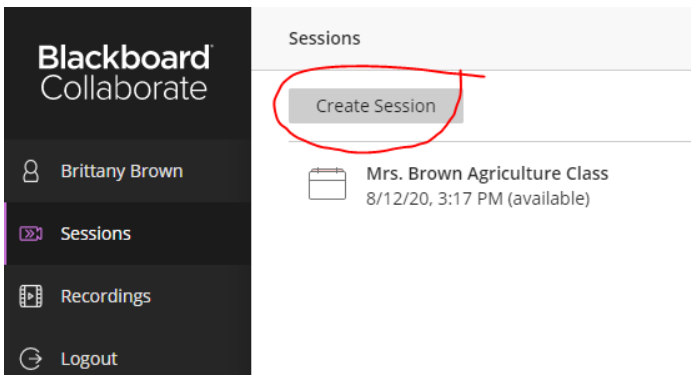 Blackboard
Collaborate
Brittany Brown
Sessions
Recordings
Logout
Sessions
Create Session
Mrs. Brown Agriculture Class
8/12/20, 3:17 PM (available)